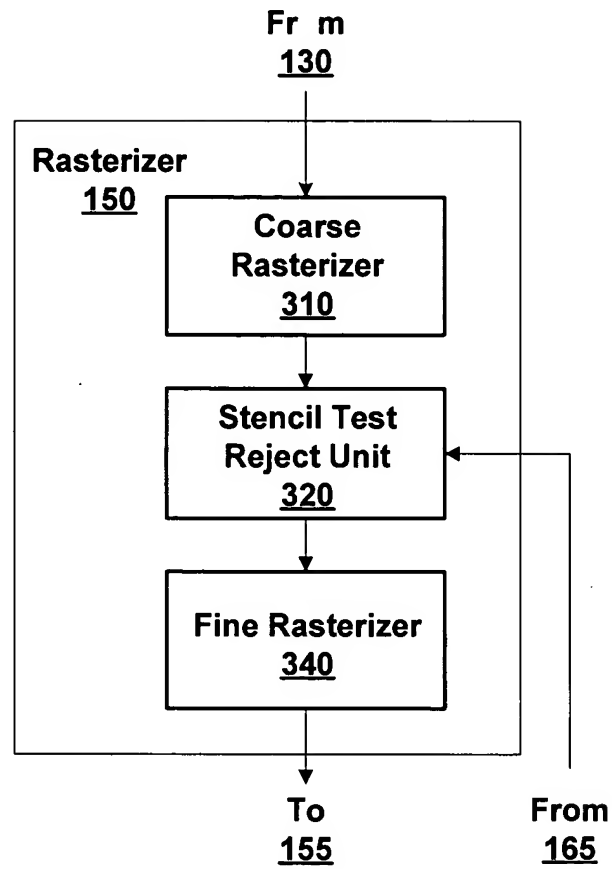 Fr m
130
Rasterizer
150
Coarse
Rasterizer
310
Stencil Test
Reject Unit
320
Fine Rasterizer
340
To
155
From
165